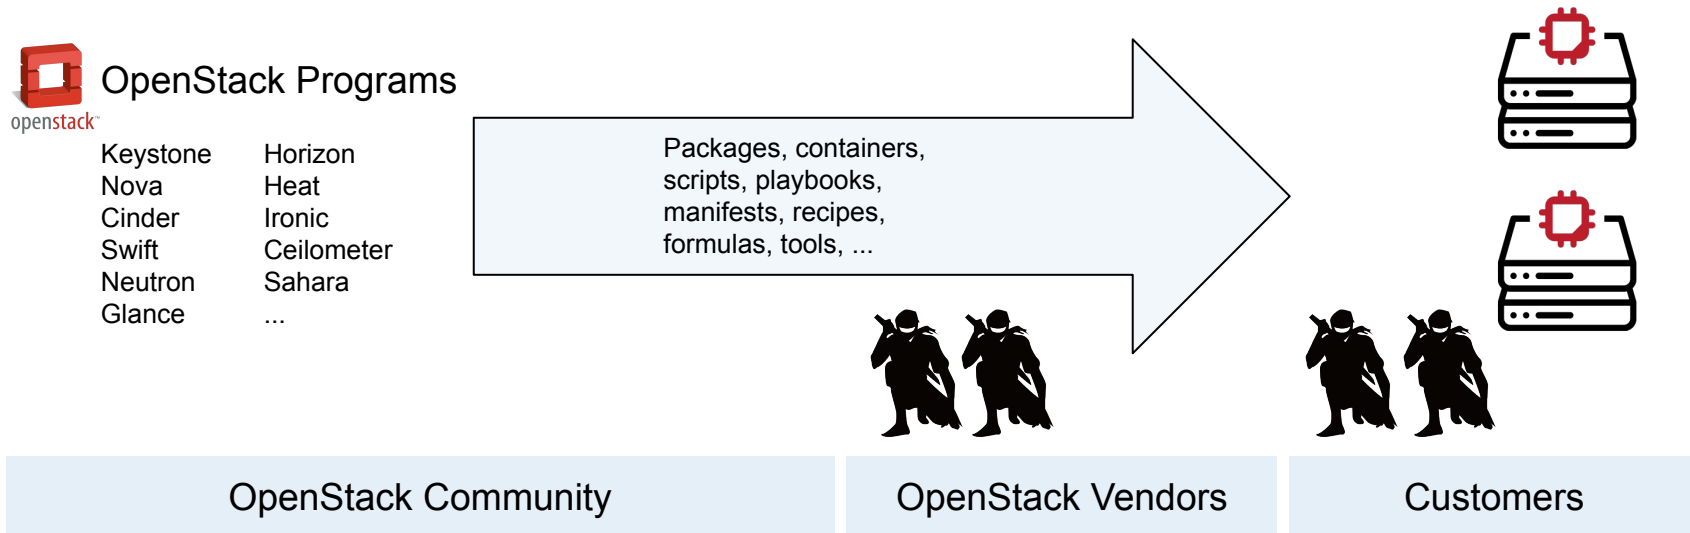 OpenStack Programs
openstack™
Keystone
Nova
Cinder
Swift
Neutron
Glance
Horizon
Heat
Ironic
Ceilometer
Sahara
...
Packages, containers,
scripts, playbooks,
manifests, recipes,
formulas, tools, ...
OpenStack Community
OpenStack Vendors
Customers